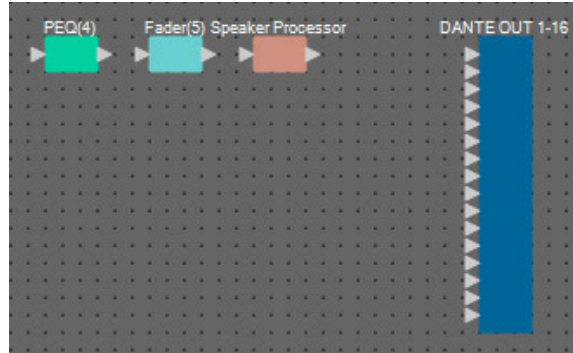 PEQ(4) Fader(5) Speaker Processor DANTE OUT 1-16